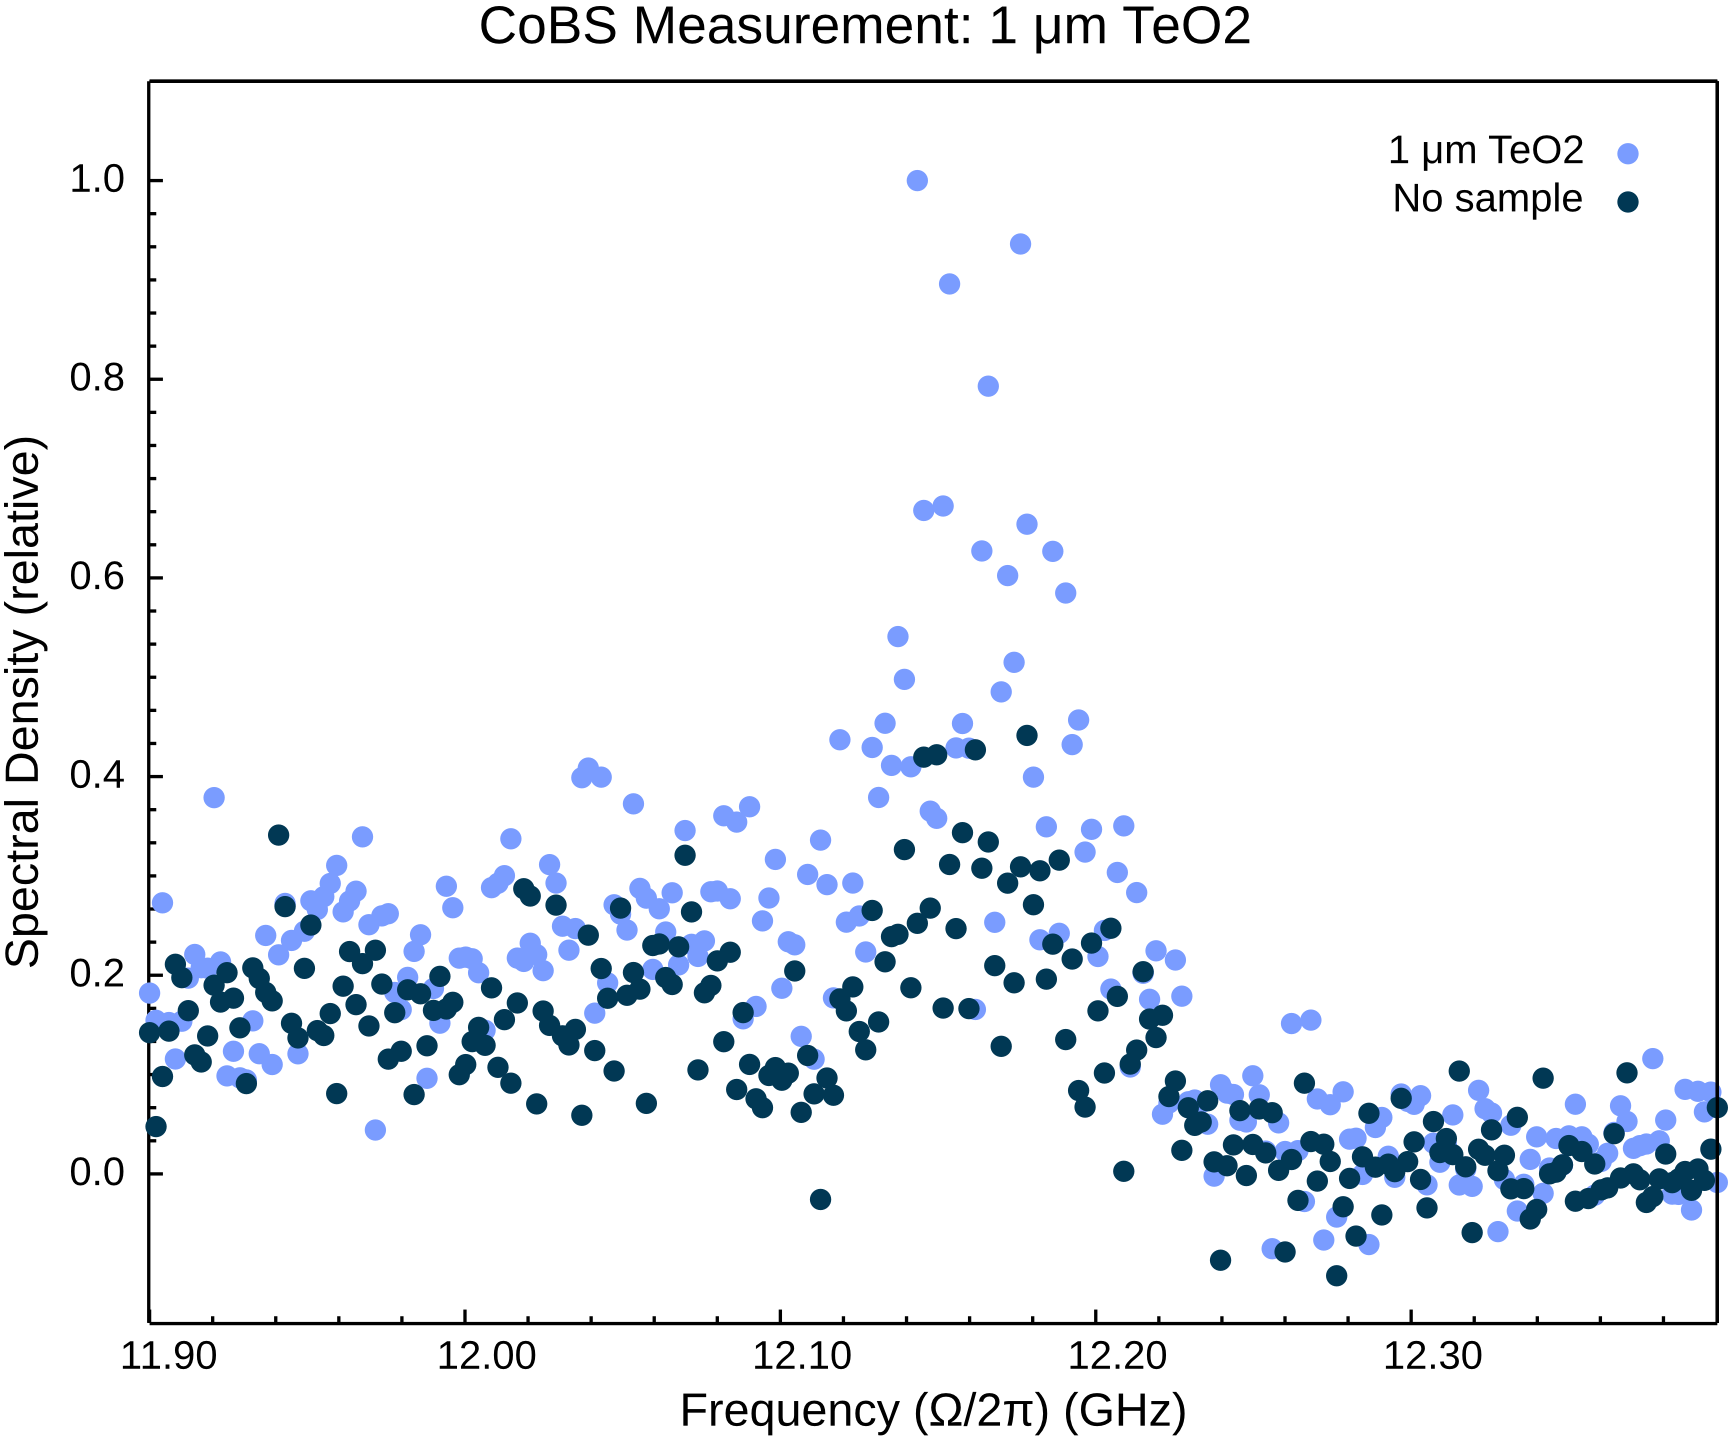 CoBS Measurement: 1 μm TeO2
1 μm TeO2
No sample
1.0
0.8
0.6
0.4
0.2
0.0
Spectral Density (relative)
11.90 12.00 12.10 12.20 12.30
Frequency (Ω/2π) (GHz)